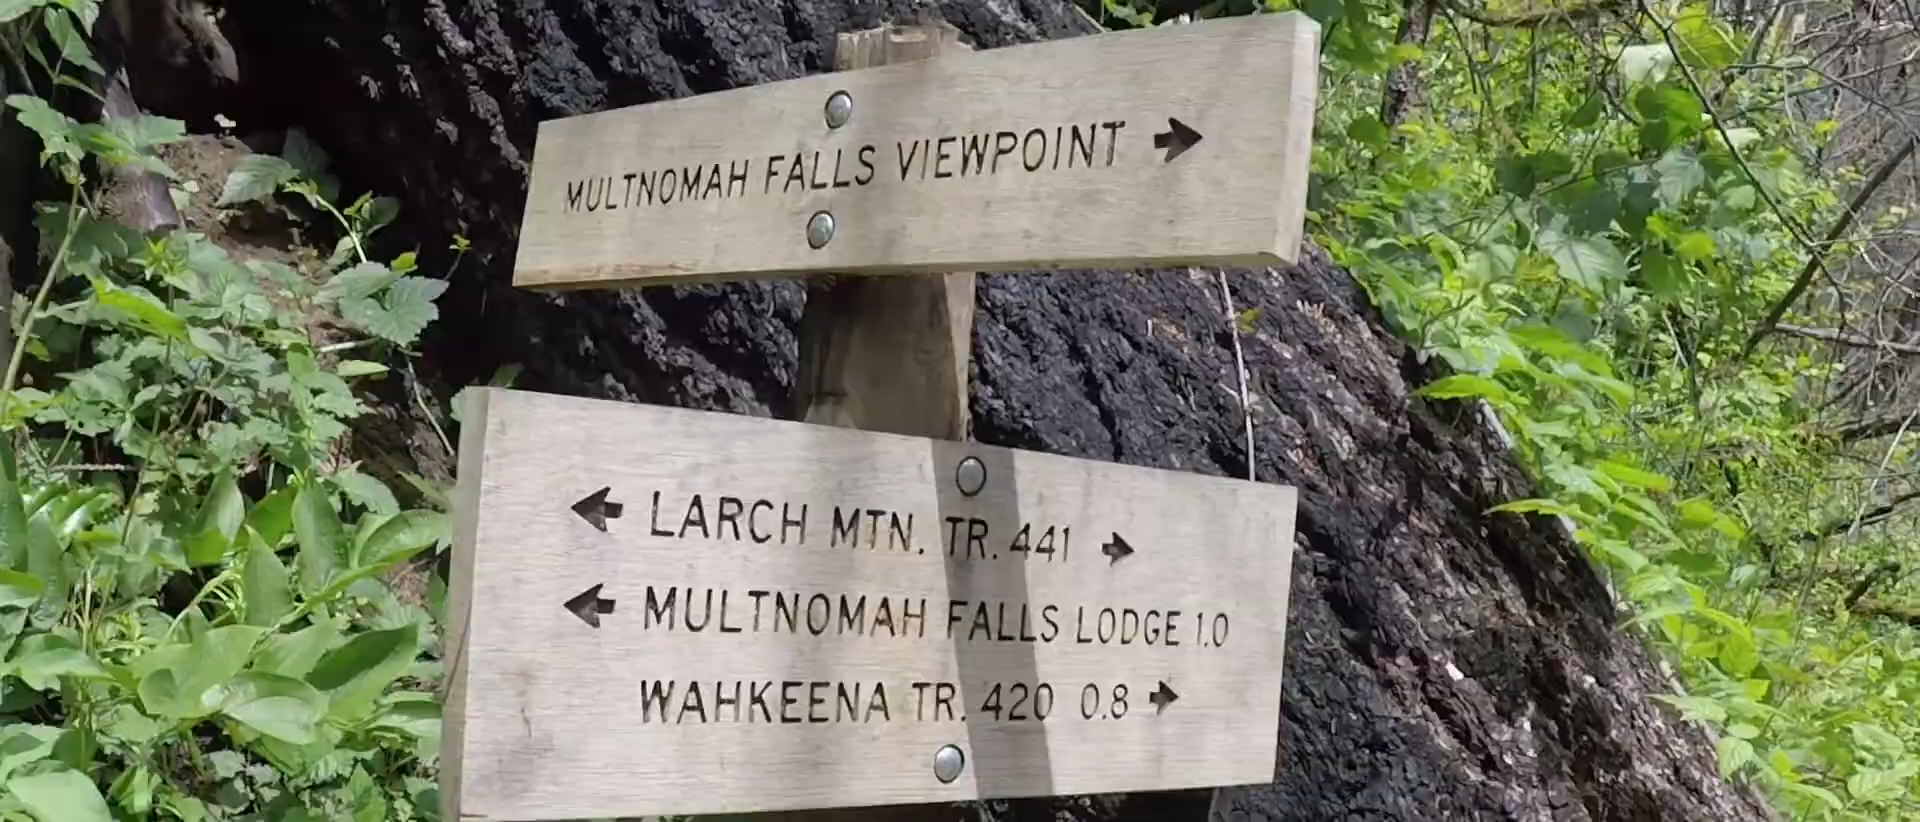 MULTNOMAH FALLS VIEWPOINT →
← LARCH MTN. TR. 441 →
← MULTNOMAH FALLS LODGE 1.0
WAHKEENA TR. 420 0.8 →